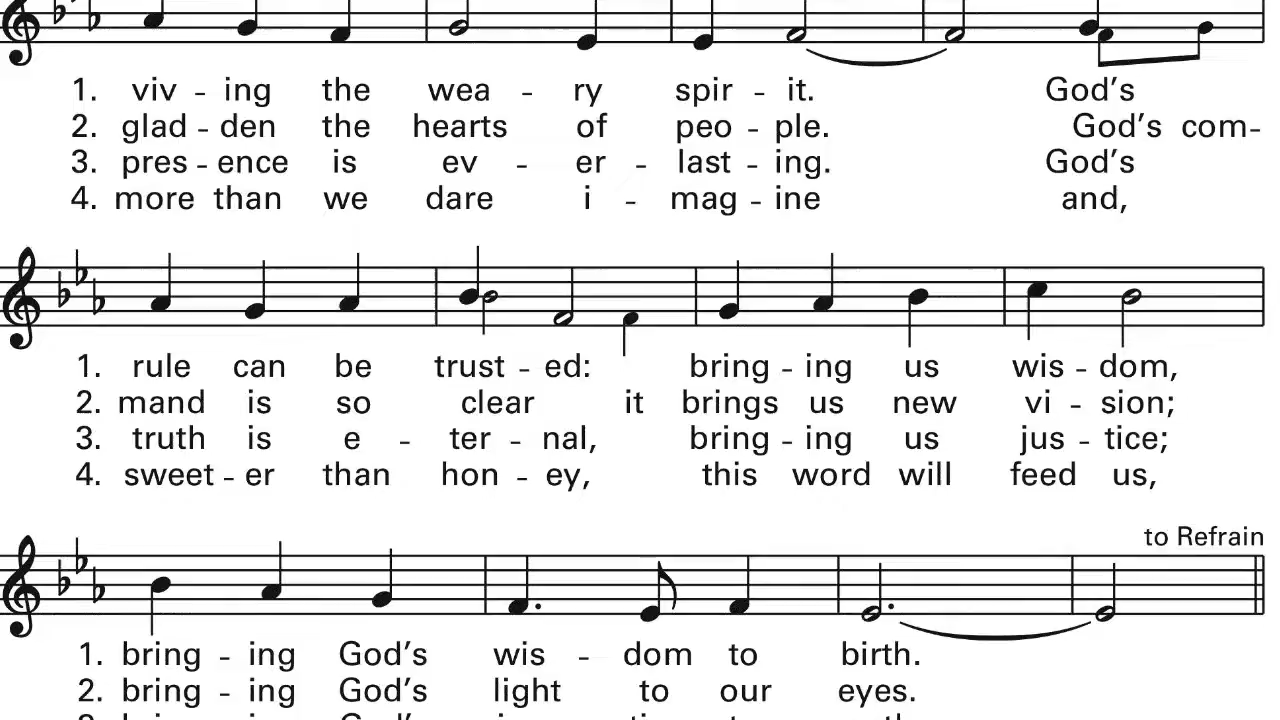 1. viv - ing the wea - ry spir - it. God's
2. glad - den the hearts of peo - ple. God's com-
3. pres - ence is ev - er - last - ing. God's
4. more than we dare i - mag - ine and,
1. rule can be trust - ed: bring - ing us wis - dom,
2. mand is so clear it brings us new vi - sion;
3. truth is e - ter - nal, bring - ing us jus - tice;
4. sweet - er than hon - ey, this word will feed us,
to Refrain
1. bring - ing God's wis - dom to birth.
2. bring - ing God's light to our eyes.